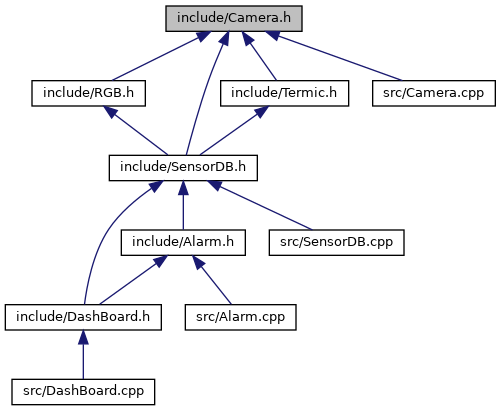 include/Camera.h
include/RGB.h
include/Termic.h
src/Camera.cpp
include/SensorDB.h
include/Alarm.h
src/SensorDB.cpp
include/DashBoard.h
src/Alarm.cpp
src/DashBoard.cpp